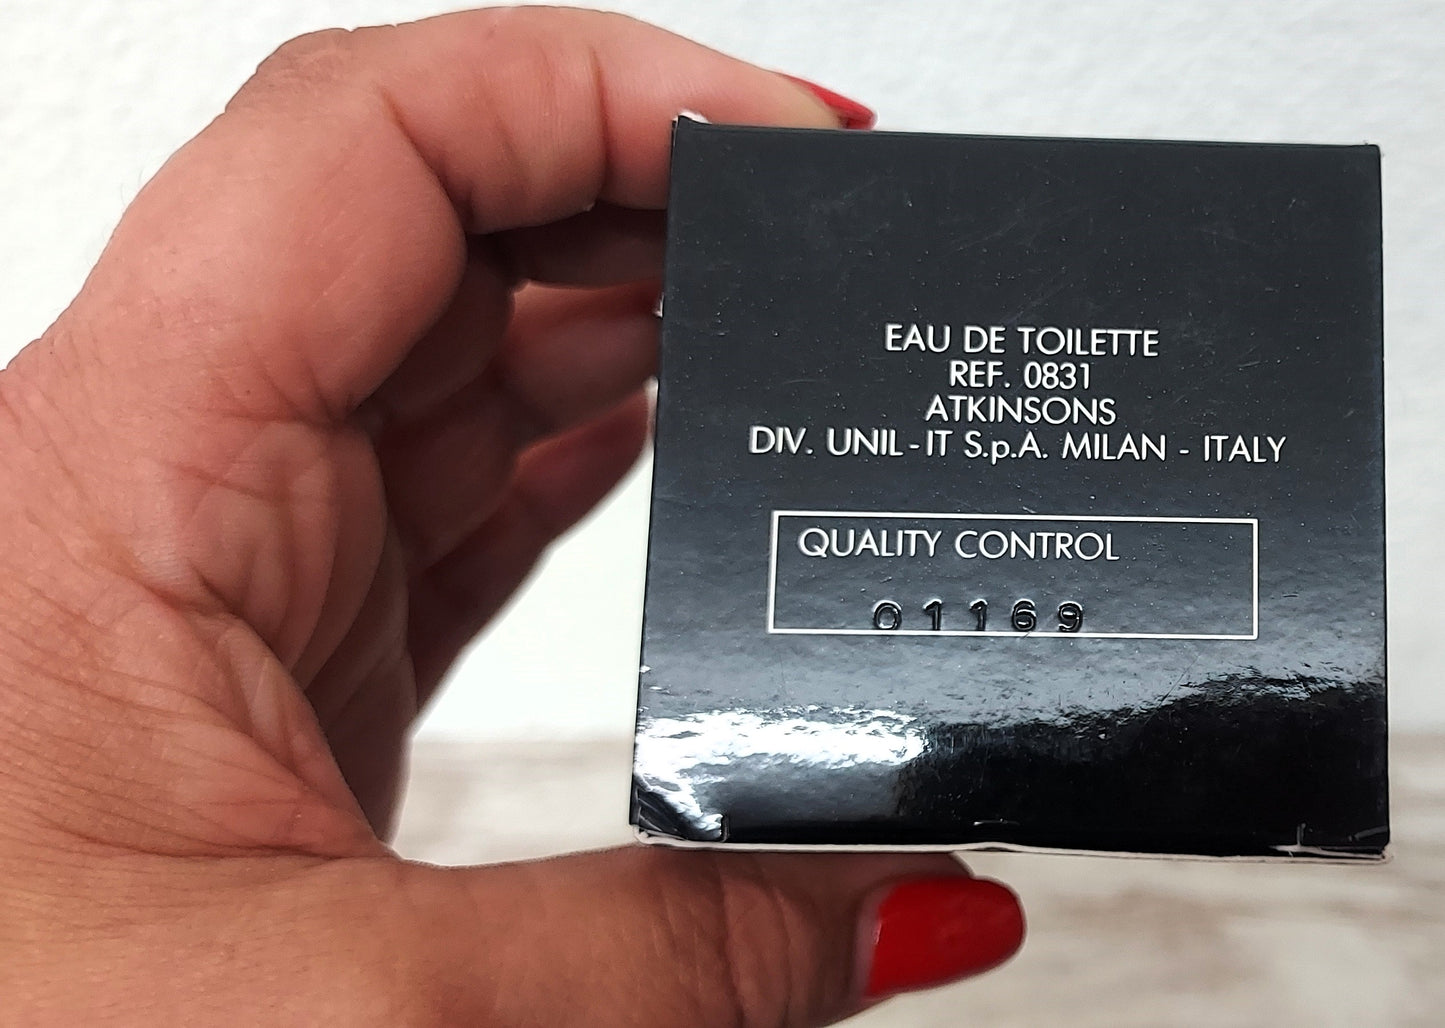 EAU DE TOILETTE
REF. 0831
ATKINSONS
DIV. UNIL-IT S.p.A. MILAN - ITALY
QUALITY CONTROL
01169